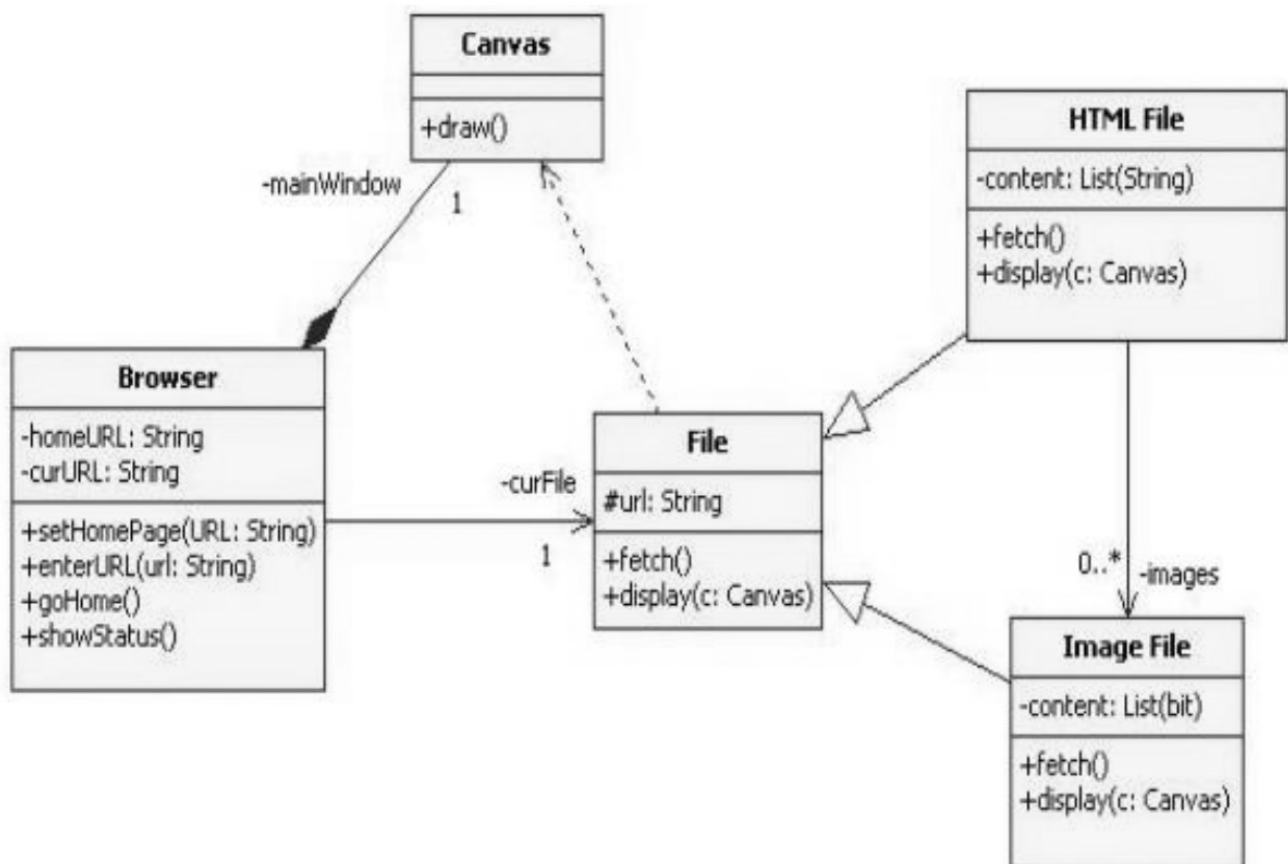 Canvas
+draw()
-mainWindow
1
HTML File
-content: List(String)
+fetch()
+display(c: Canvas)
Browser
-homeURL: String
-curURL: String
+setHomePage(URL: String)
+enterURL(url: String)
+goHome()
+showStatus()
-curFile
1
File
#url: String
+fetch()
+display(c: Canvas)
0..*
-images
Image File
-content: List(bit)
+fetch()
+display(c: Canvas)